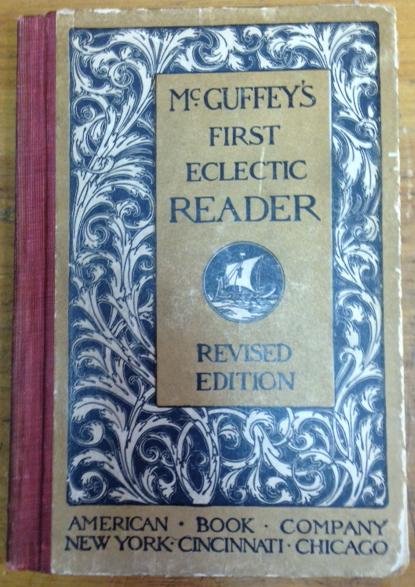 McGUFFEY'S
FIRST
ECLECTIC
READER
REVISED
EDITION
AMERICAN · BOOK · COMPANY
NEW YORK · CINCINNATI · CHICAGO